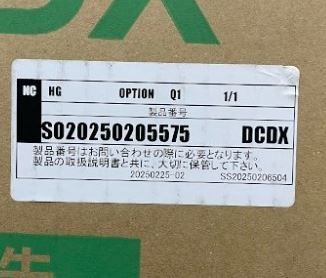 DX
NC HG OPTION Q1 1/1
製品番号
SO20250205575 DCDX
製品番号はお問い合わせの際に必要となります。
製品の取扱説明書と共に、大切に保管して下さい。
20250225-02 SS20250206504